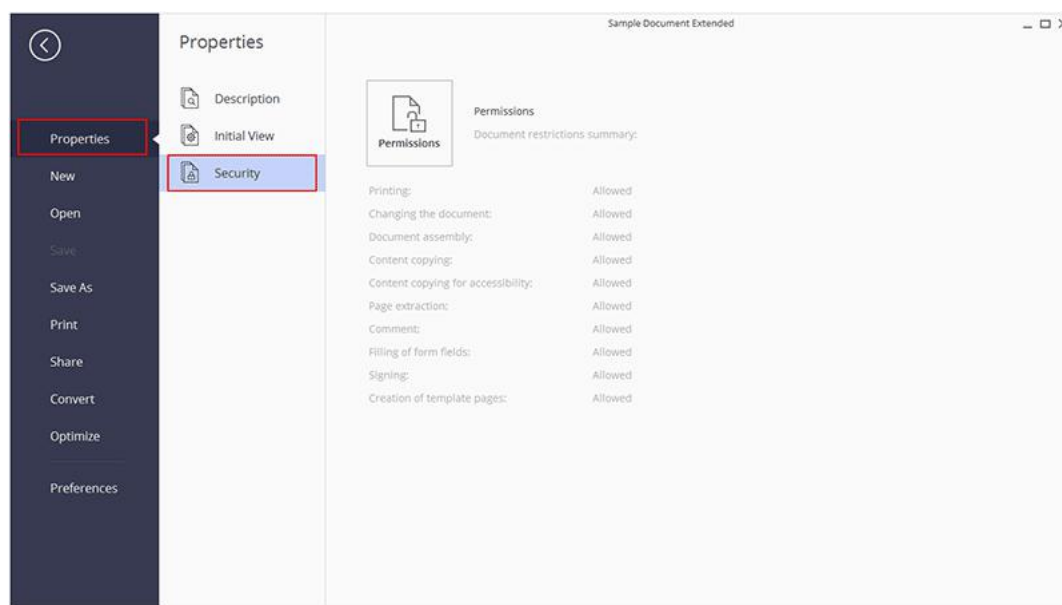 Sample Document Extended
Properties
New
Open
Save
Save As
Print
Share
Convert
Optimize
Preferences
Properties
Description
Initial View
Security
Permissions
Permissions
Document restrictions summary:
Printing: Allowed
Changing the document: Allowed
Document assembly: Allowed
Content copying: Allowed
Content copying for accessibility: Allowed
Page extraction: Allowed
Comment: Allowed
Filling of form fields: Allowed
Signing: Allowed
Creation of template pages: Allowed